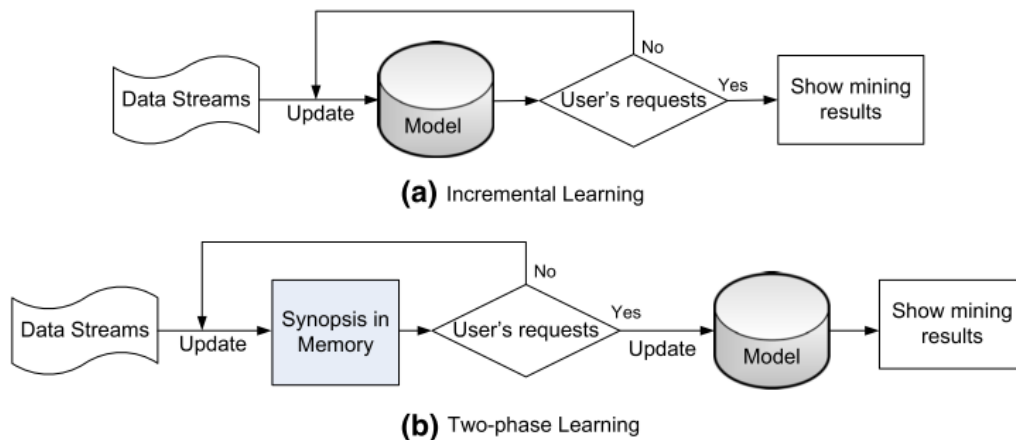 No
Data Streams
Update
Model
User's requests
Yes
Show mining
results
(a) Incremental Learning
No
Data Streams
Update
Synopsis in
Memory
User's requests
Yes
Update
Model
Show mining
results
(b) Two-phase Learning